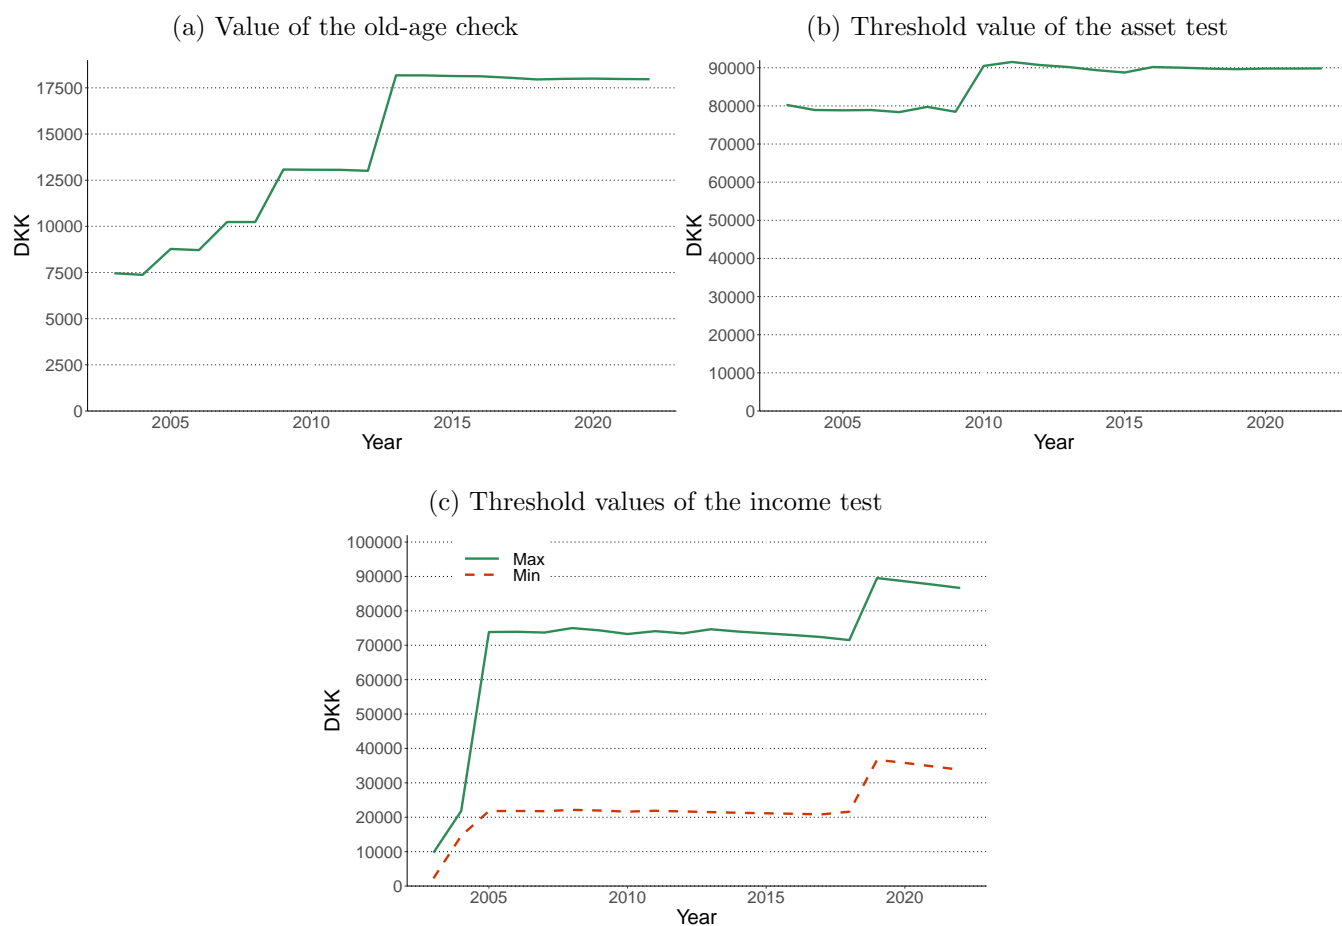 (a) Value of the old-age check
17500
15000
12500
10000
7500
5000
2500
0
DKK
2005 2010 2015 2020
Year
(b) Threshold value of the asset test
90000
80000
70000
60000
50000
40000
30000
20000
10000
0
DKK
2005 2010 2015 2020
Year
(c) Threshold values of the income test
100000
90000
80000
70000
60000
50000
40000
30000
20000
10000
0
DKK
Max
Min
2005 2010 2015 2020
Year